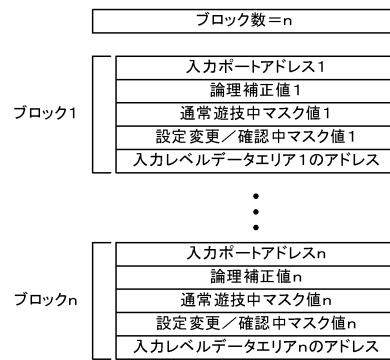 ブロック数=n
ブロック1
入力ポートアドレス1
論理補正値1
通常遊技中マスク値1
設定変更／確認中マスク値1
入力レベルデータエリア1のアドレス
ブロックn
入力ポートアドレスn
論理補正値n
通常遊技中マスク値n
設定変更／確認中マスク値n
入力レベルデータエリアnのアドレス